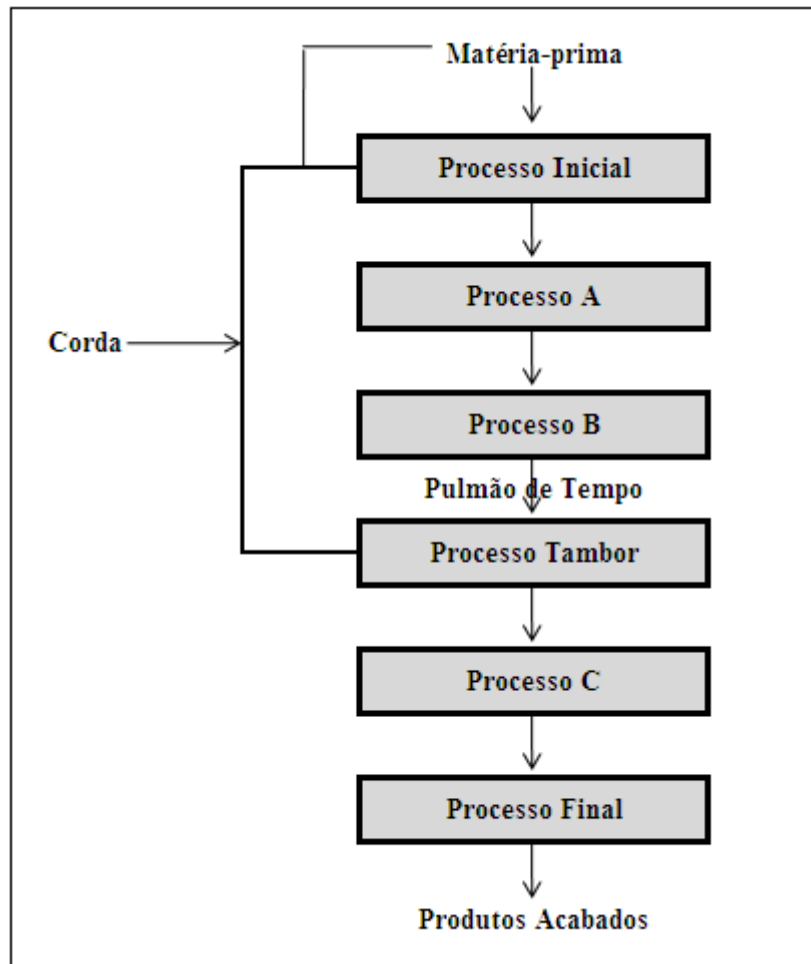 Matéria-prima
Processo Inicial
Processo A
Corda
Processo B
Pulmão de Tempo
Processo Tambor
Processo C
Processo Final
Produtos Acabados